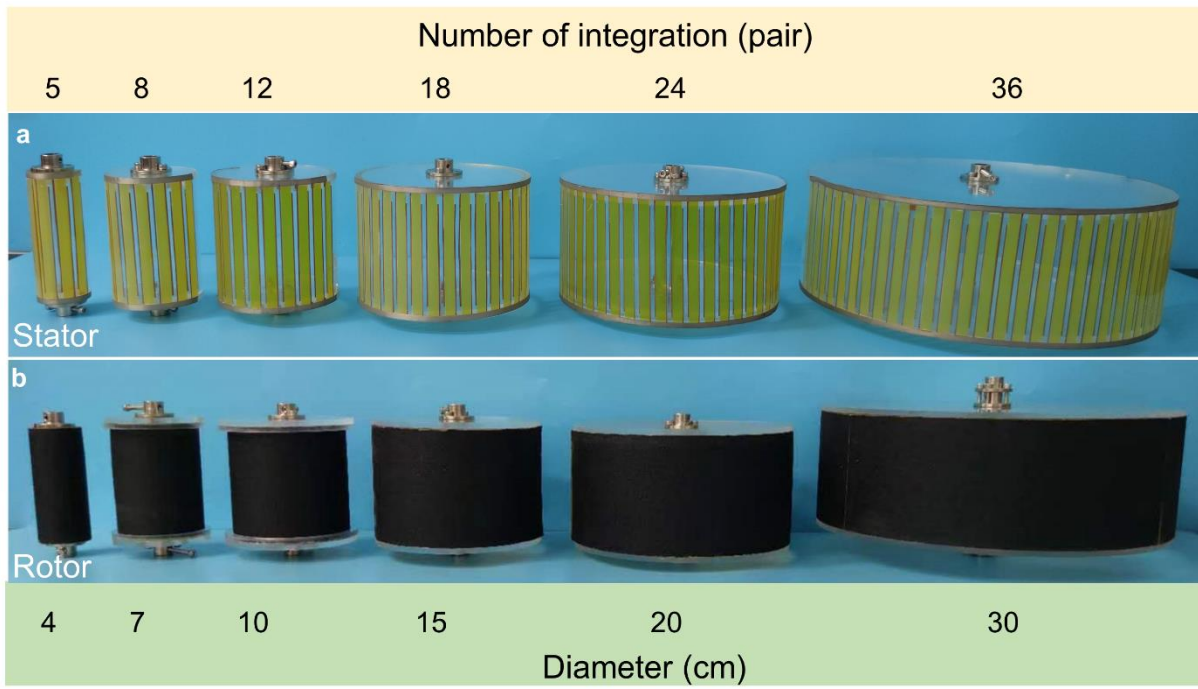 Number of integration (pair)
5 8 12 18 24 36
a
Stator
b
Rotor
4 7 10 15 20 30
Diameter (cm)